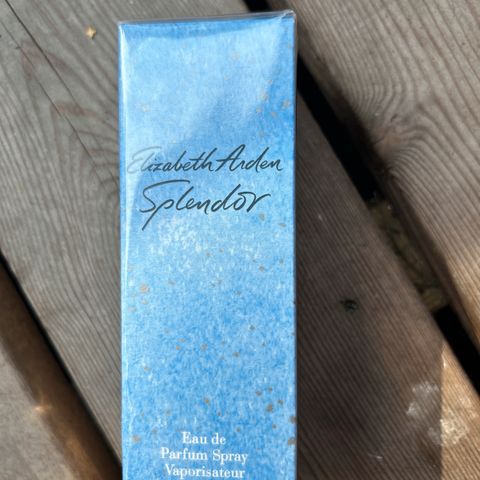 Elizabeth Arden
Splendor
Eau de
Parfum Spray
Vaporisateur